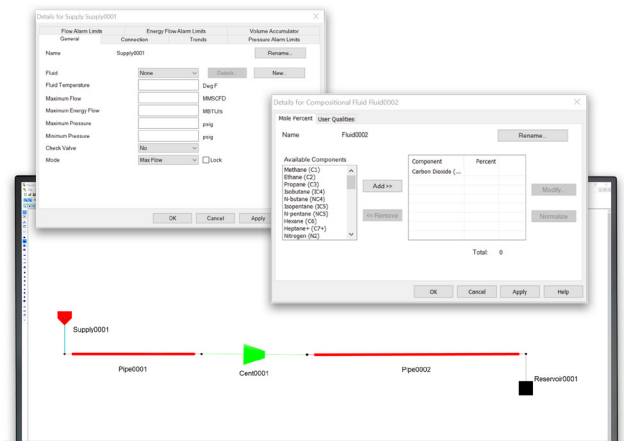 Details for Supply Supply0001
Flow Alarm Limits Energy Flow Alarm Limits Volume Accumulator
General Connection Trends Pressure Alarm Limits
Name Supply0001 Rename...
Fluid None Details... New...
Fluid Temperature Deg F
Maximum Flow MMSCFD
Maximum Energy Flow MBTU/s
Maximum Pressure psig
Minimum Pressure psig
Check Valve No
Mode Max Flow Lock
OK Cancel Apply
Details for Compositional Fluid Fluid0002
Mole Percent User Qualities
Name Fluid0002 Rename...
Available Components
Methane (C1)
Ethane (C2)
Propane (C3)
Isobutane (IC4)
N-butane (NC4)
Isopentane (IC5)
N-pentane (NC5)
Hexane (C6)
Heptane+ (C7+)
Nitrogen (N2)
Add >>
<< Remove
Component Percent
Carbon Dioxide (...
Modify...
Normalize
Total: 0
OK Cancel Apply Help
Supply0001
Pipe0001
Cent0001
Pipe0002
Reservoir0001